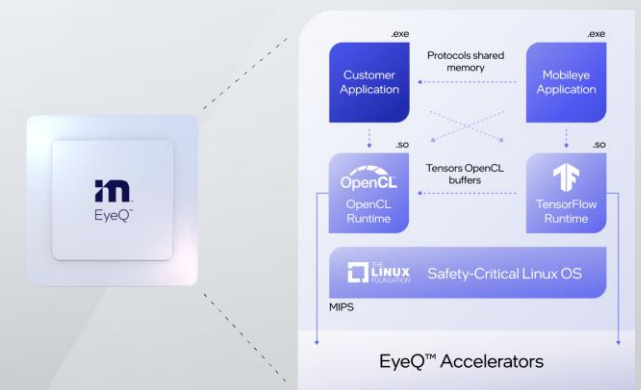 EyeQ™
.exe
.exe
Customer
Application
Protocols shared
memory
Mobileye
Application
.so
.so
OpenCL
OpenCL
Runtime
Tensors OpenCL
buffers
TensorFlow
Runtime
THE
LINUX
FOUNDATION
Safety-Critical Linux OS
MIPS
EyeQ™ Accelerators